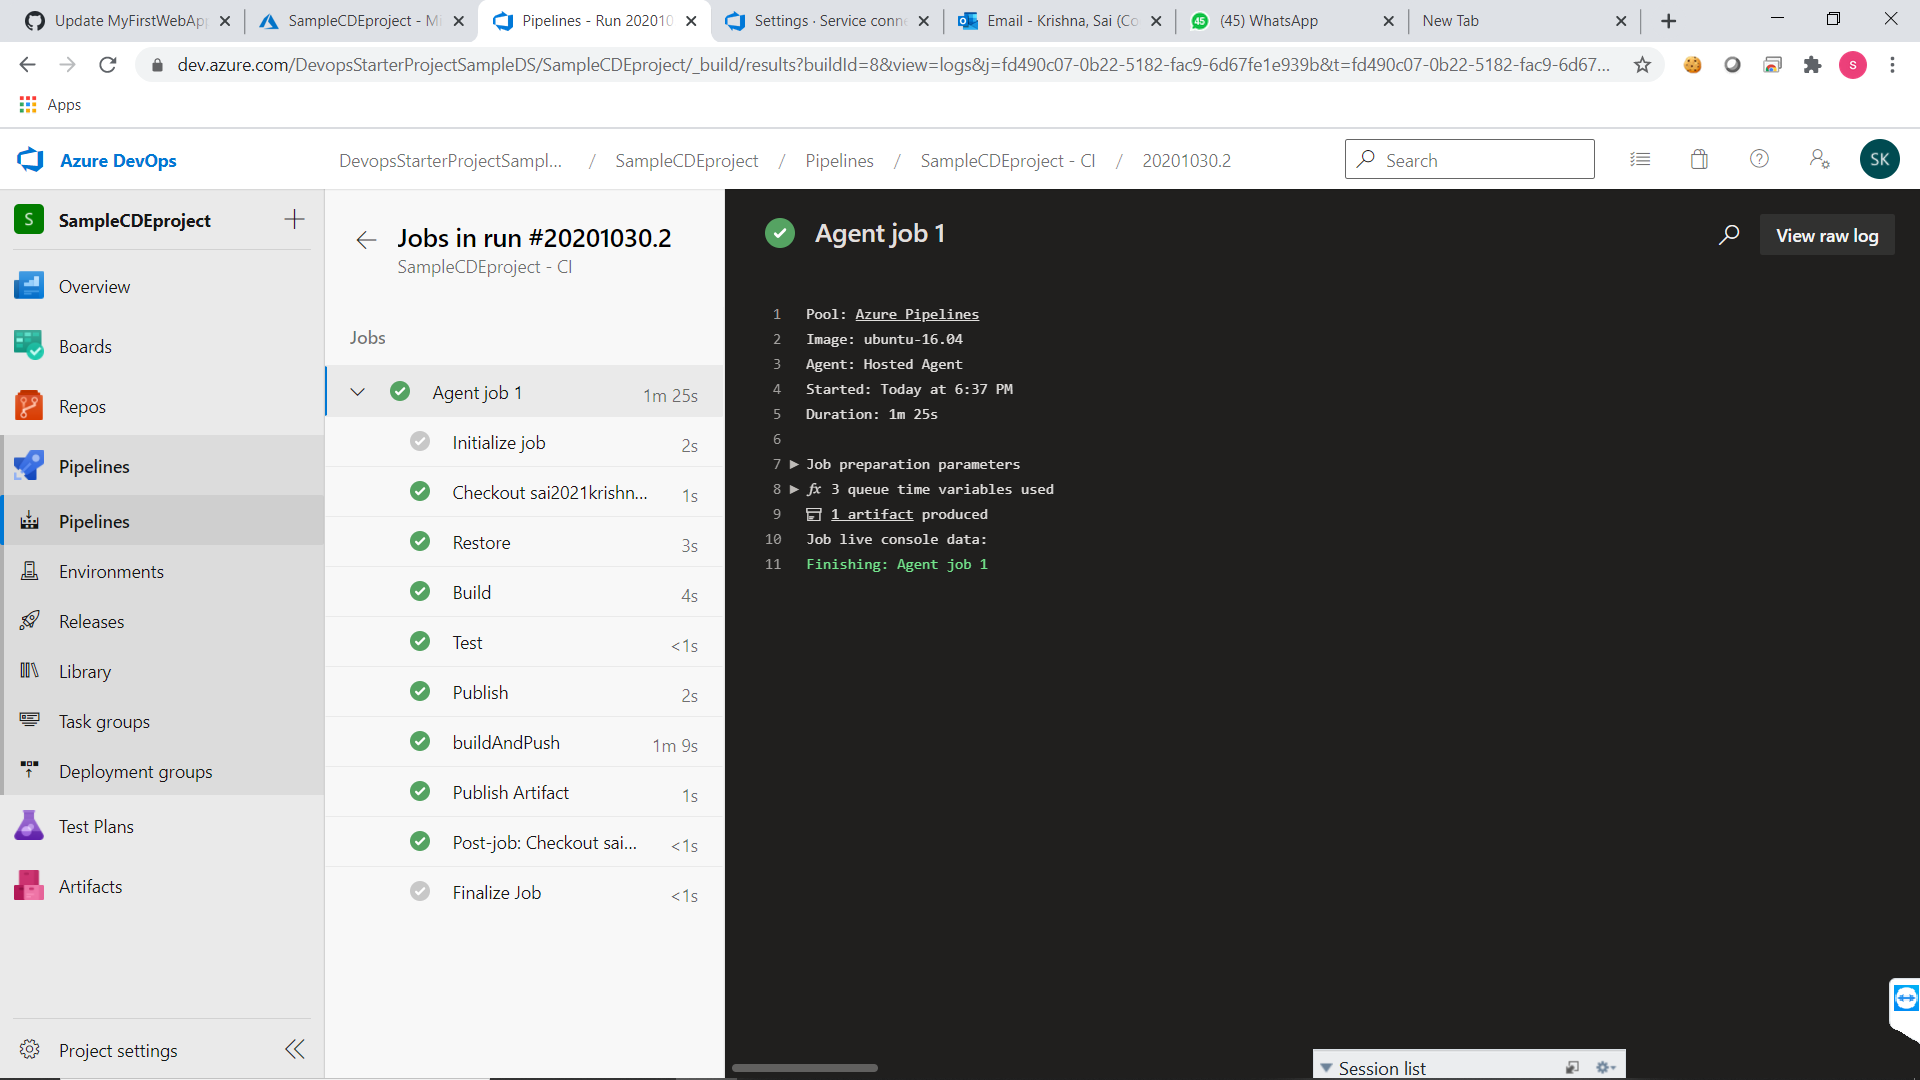 Update MyFirstWebApp
SampleCDEproject - Mi
Pipelines - Run 202010
Settings · Service conne
Email - Krishna, Sai (Co
45
(45) WhatsApp
New Tab
dev.azure.com/DevopsStarterProjectSampleDS/SampleCDEproject/_build/results?buildId=8&view=logs&j=fd490c07-0b22-5182-fac9-6d67fe1e939b&t=fd490c07-0b22-5182-fac9-6d67...
S
Apps
Azure DevOps
DevopsStarterProjectSampl... / SampleCDEproject / Pipelines / SampleCDEproject - CI / 20201030.2
Search
SK
S
SampleCDEproject
Overview
Boards
Repos
Pipelines
Pipelines
Environments
Releases
Library
Task groups
Deployment groups
Test Plans
Artifacts
Project settings
Jobs in run #20201030.2
SampleCDEproject - CI
Jobs
Agent job 1 1m 25s
Initialize job 2s
Checkout sai2021krishn... 1s
Restore 3s
Build 4s
Test <1s
Publish 2s
buildAndPush 1m 9s
Publish Artifact 1s
Post-job: Checkout sai... <1s
Finalize Job <1s
Agent job 1
View raw log
1 Pool: Azure Pipelines
2 Image: ubuntu-16.04
3 Agent: Hosted Agent
4 Started: Today at 6:37 PM
5 Duration: 1m 25s
6
7 Job preparation parameters
8 fx 3 queue time variables used
9 1 artifact produced
10 Job live console data:
11 Finishing: Agent job 1
Session list